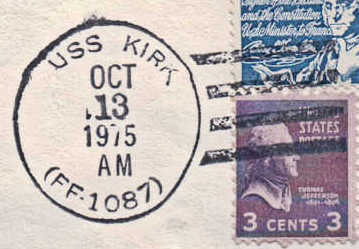 USS KIRK
OCT
13
1975
AM
(FF-1087)
and the Constitution
U.S. Minister to France
STATES
POSTAGE
THOMAS
JEFFERSON
3 CENTS 3